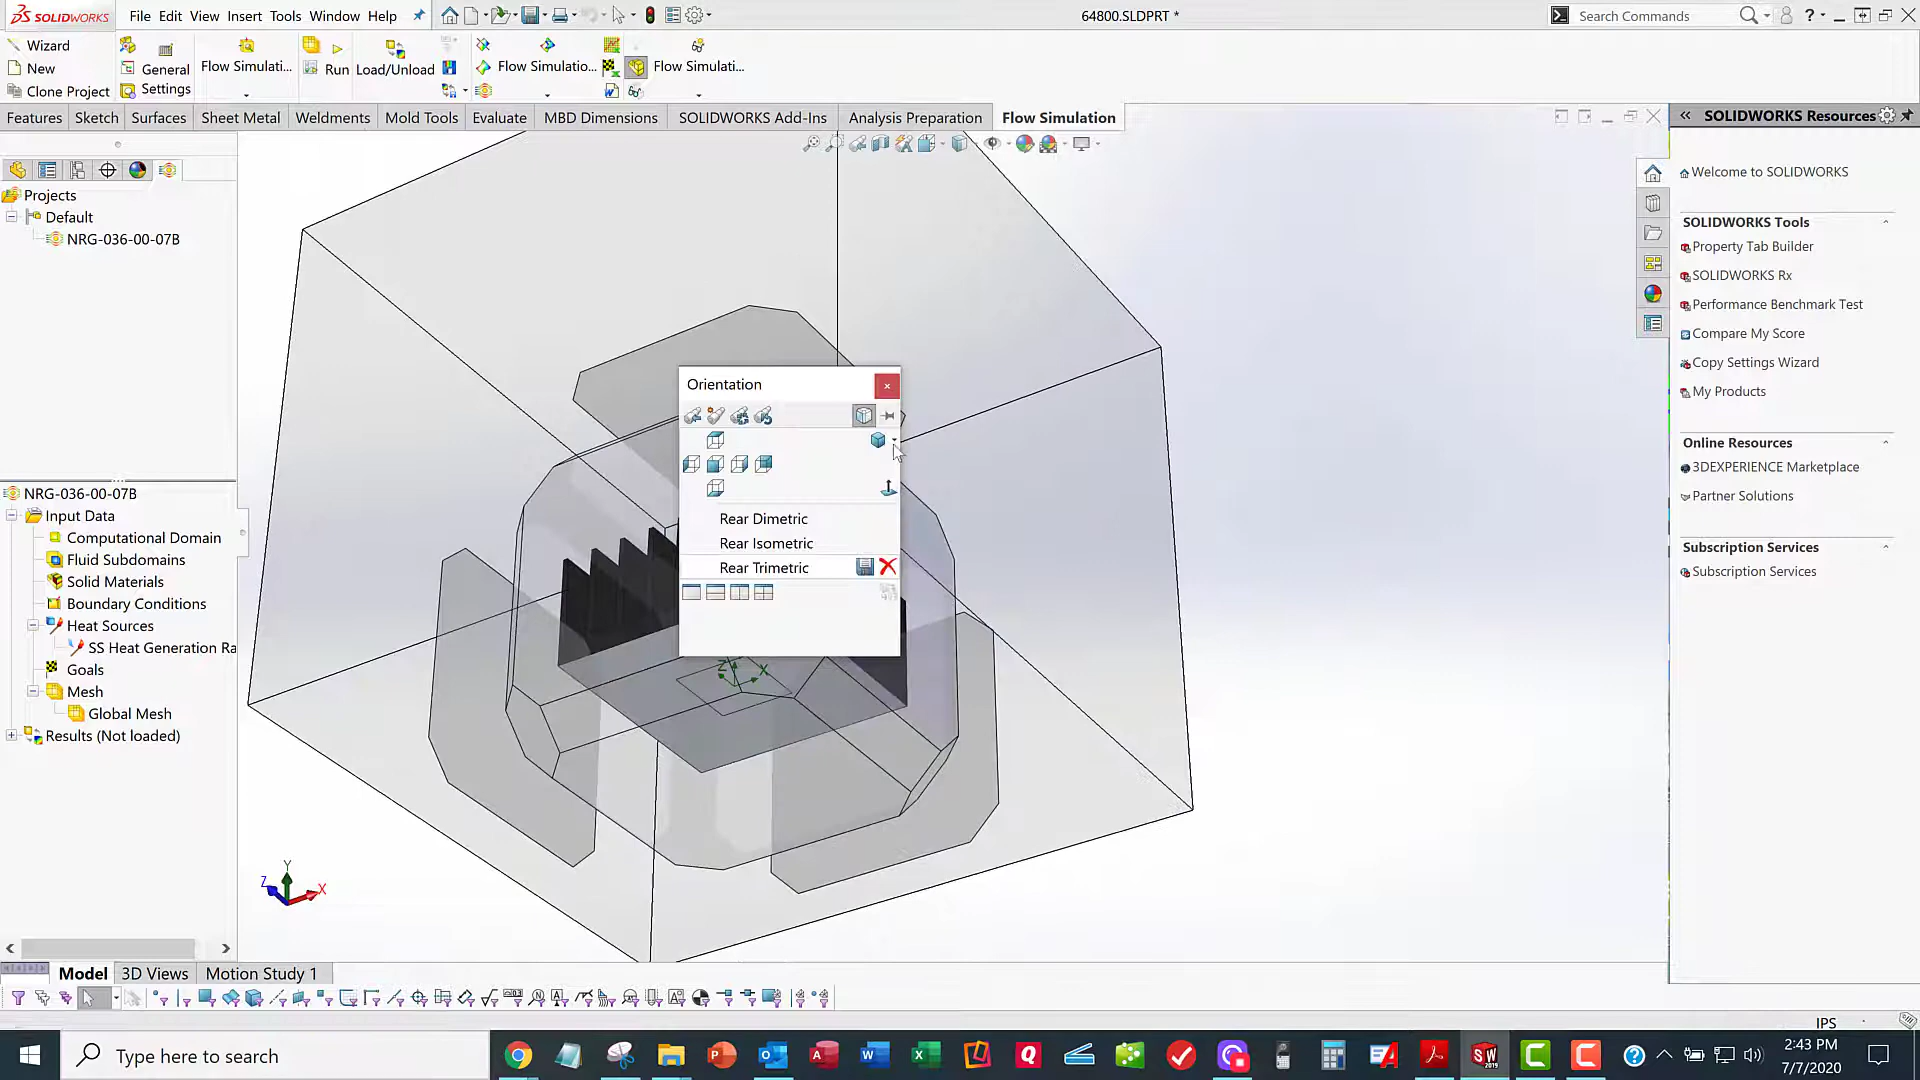 SOLIDWORKS File Edit View Insert Tools Window Help 64800.SLDPRT * Search Commands ?
Wizard
New
Clone Project
General
Settings
Flow Simulati...
Run
Load/Unload
Flow Simulatio...
Flow Simulati...
Features Sketch Surfaces Sheet Metal Weldments Mold Tools Evaluate MBD Dimensions SOLIDWORKS Add-Ins Analysis Preparation Flow Simulation
Projects
Default
NRG-036-00-07B
NRG-036-00-07B
Input Data
Computational Domain
Fluid Subdomains
Solid Materials
Boundary Conditions
Heat Sources
SS Heat Generation Ra
Goals
Mesh
Global Mesh
Results (Not loaded)
Orientation
Rear Dimetric
Rear Isometric
Rear Trimetric
Z X
Y
Z
X
SOLIDWORKS Resources
Welcome to SOLIDWORKS
SOLIDWORKS Tools
Property Tab Builder
SOLIDWORKS Rx
Performance Benchmark Test
Compare My Score
Copy Settings Wizard
My Products
Online Resources
3DEXPERIENCE Marketplace
Partner Solutions
Subscription Services
Subscription Services
Model 3D Views Motion Study 1
IPS
Type here to search
2:43 PM
7/7/2020